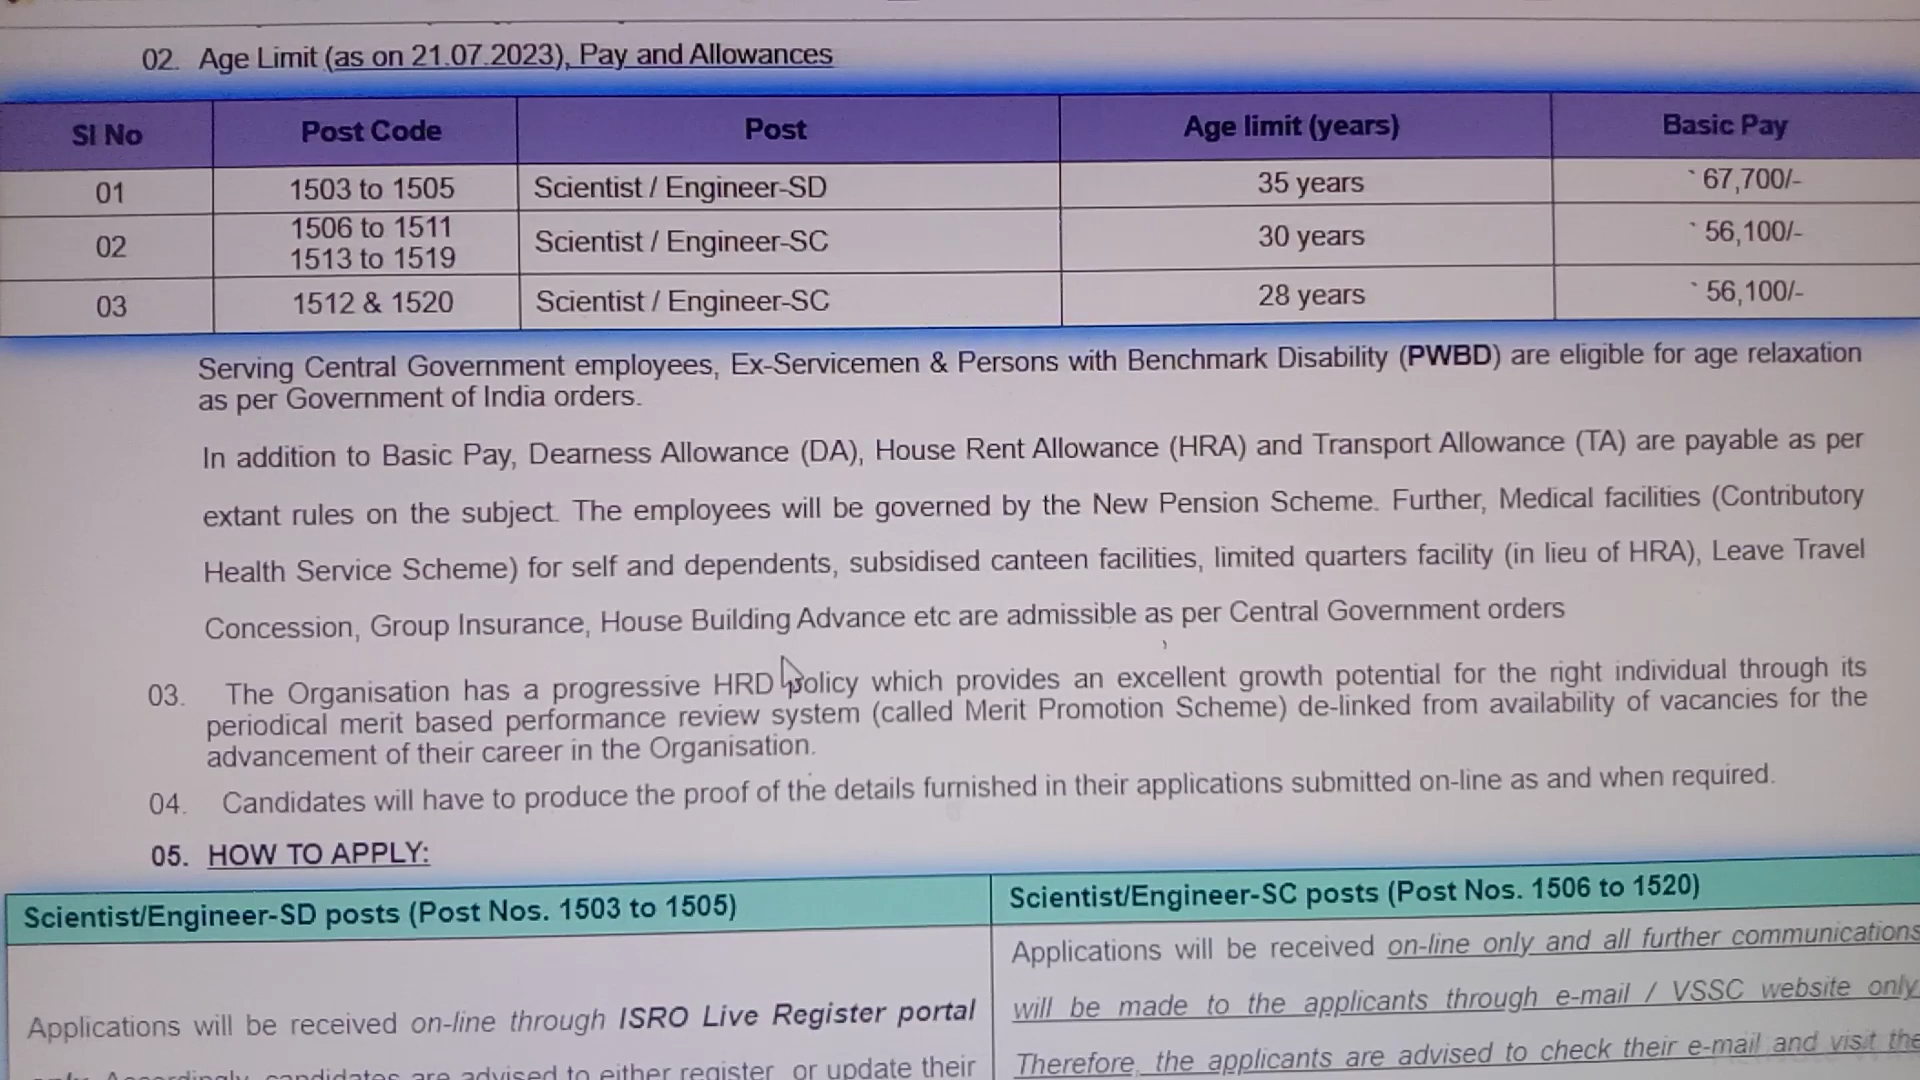 02. Age Limit (as on 21.07.2023), Pay and Allowances
Sl No Post Code Post Age limit (years) Basic Pay
01 1503 to 1505 Scientist / Engineer-SD 35 years ` 67,700/-
02 1506 to 1511 1513 to 1519 Scientist / Engineer-SC 30 years ` 56,100/-
03 1512 & 1520 Scientist / Engineer-SC 28 years ` 56,100/-
Serving Central Government employees, Ex-Servicemen & Persons with Benchmark Disability (PWBD) are eligible for age relaxation
as per Government of India orders.
In addition to Basic Pay, Dearness Allowance (DA), House Rent Allowance (HRA) and Transport Allowance (TA) are payable as per
extant rules on the subject. The employees will be governed by the New Pension Scheme. Further, Medical facilities (Contributory
Health Service Scheme) for self and dependents, subsidised canteen facilities, limited quarters facility (in lieu of HRA), Leave Travel
Concession, Group Insurance, House Building Advance etc are admissible as per Central Government orders
03. The Organisation has a progressive HRD policy which provides an excellent growth potential for the right individual through its
periodical merit based performance review system (called Merit Promotion Scheme) de-linked from availability of vacancies for the
advancement of their career in the Organisation.
04. Candidates will have to produce the proof of the details furnished in their applications submitted on-line as and when required.
05. HOW TO APPLY:
Scientist/Engineer-SD posts (Post Nos. 1503 to 1505)
Applications will be received on-line through ISRO Live Register portal
only. Accordingly, candidates are advised to either register or update their
Scientist/Engineer-SC posts (Post Nos. 1506 to 1520)
Applications will be received on-line only and all further communications
will be made to the applicants through e-mail / VSSC website only.
Therefore, the applicants are advised to check their e-mail and visit the